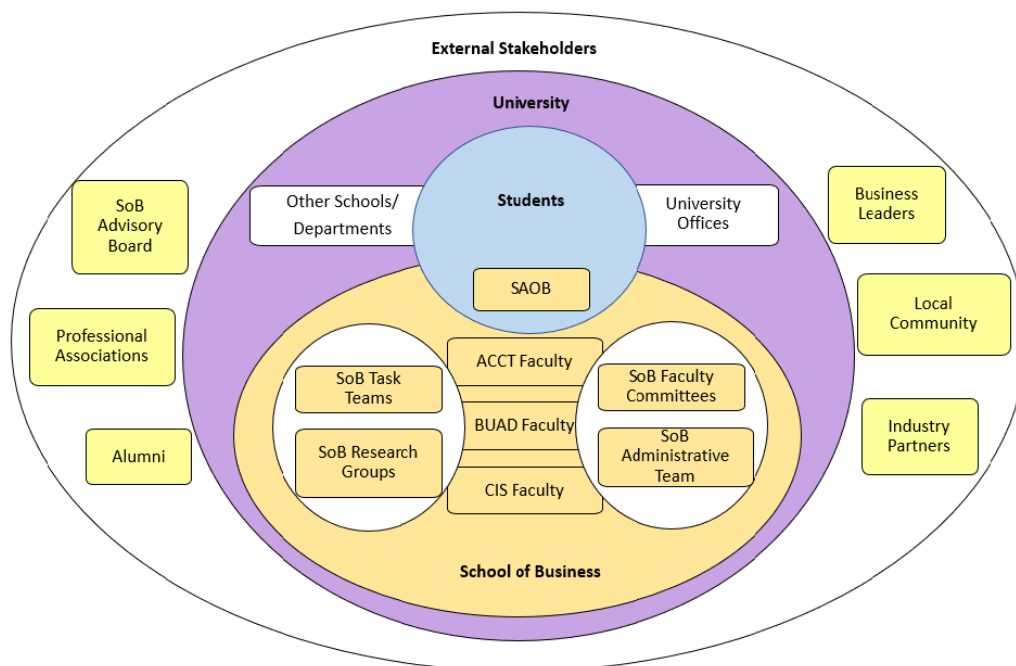 External Stakeholders
University
Students
SoB
Advisory
Board
Other Schools/
Departments
University
Offices
Business
Leaders
SAOB
Professional
Associations
Local
Community
ACCT Faculty
SoB Task
Teams
SoB Faculty
Committees
BUAD Faculty
Alumni
SoB Research
Groups
SoB
Administrative
Team
Industry
Partners
CIS Faculty
School of Business